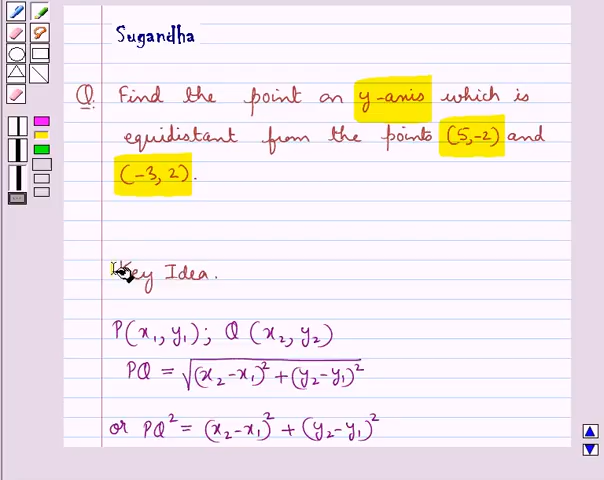 Sugandha
Q. Find the point on y-axis which is
equidistant from the points (5,-2) and
(-3, 2).
Key Idea.
P(x₁, y₁); Q (x₂, y₂)
PQ = √(x₂-x₁)² + (y₂-y₁)²
or PQ² = (x₂-x₁)² + (y₂-y₁)²